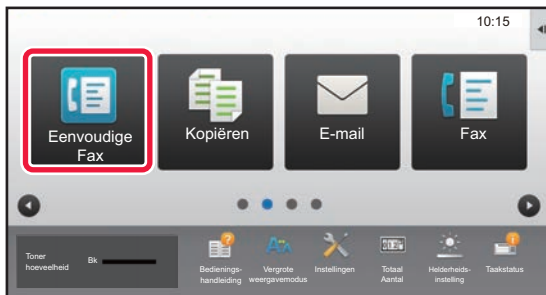 10:15
Eenvoudige
Fax
Kopiëren
E-mail
Fax
Toner
hoeveelheid
Bk
Bedienings-
handleiding
Vergrote
weergavemodus
Instellingen
Totaal
Aantal
Helderheids-
instelling
Taakstatus